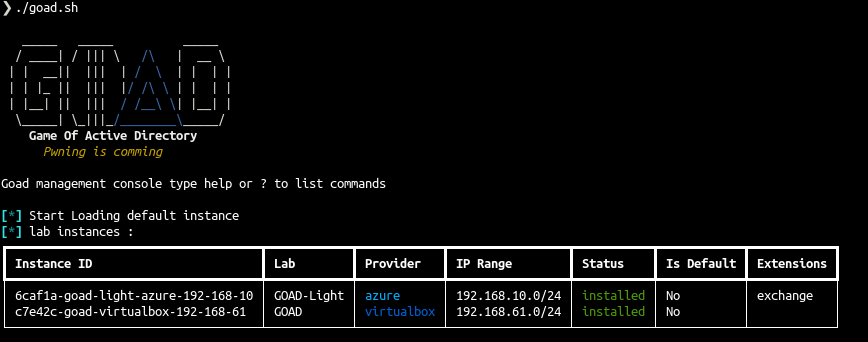 ❯ ./goad.sh
GOAD
Game Of Active Directory
Pwning is comming
Goad management console type help or ? to list commands
[*] Start Loading default instance
[*] lab instances :
Instance ID Lab Provider IP Range Status Is Default Extensions
6caf1a-goad-light-azure-192-168-10 GOAD-Light azure 192.168.10.0/24 installed No exchange
c7e42c-goad-virtualbox-192-168-61 GOAD virtualbox 192.168.61.0/24 installed No